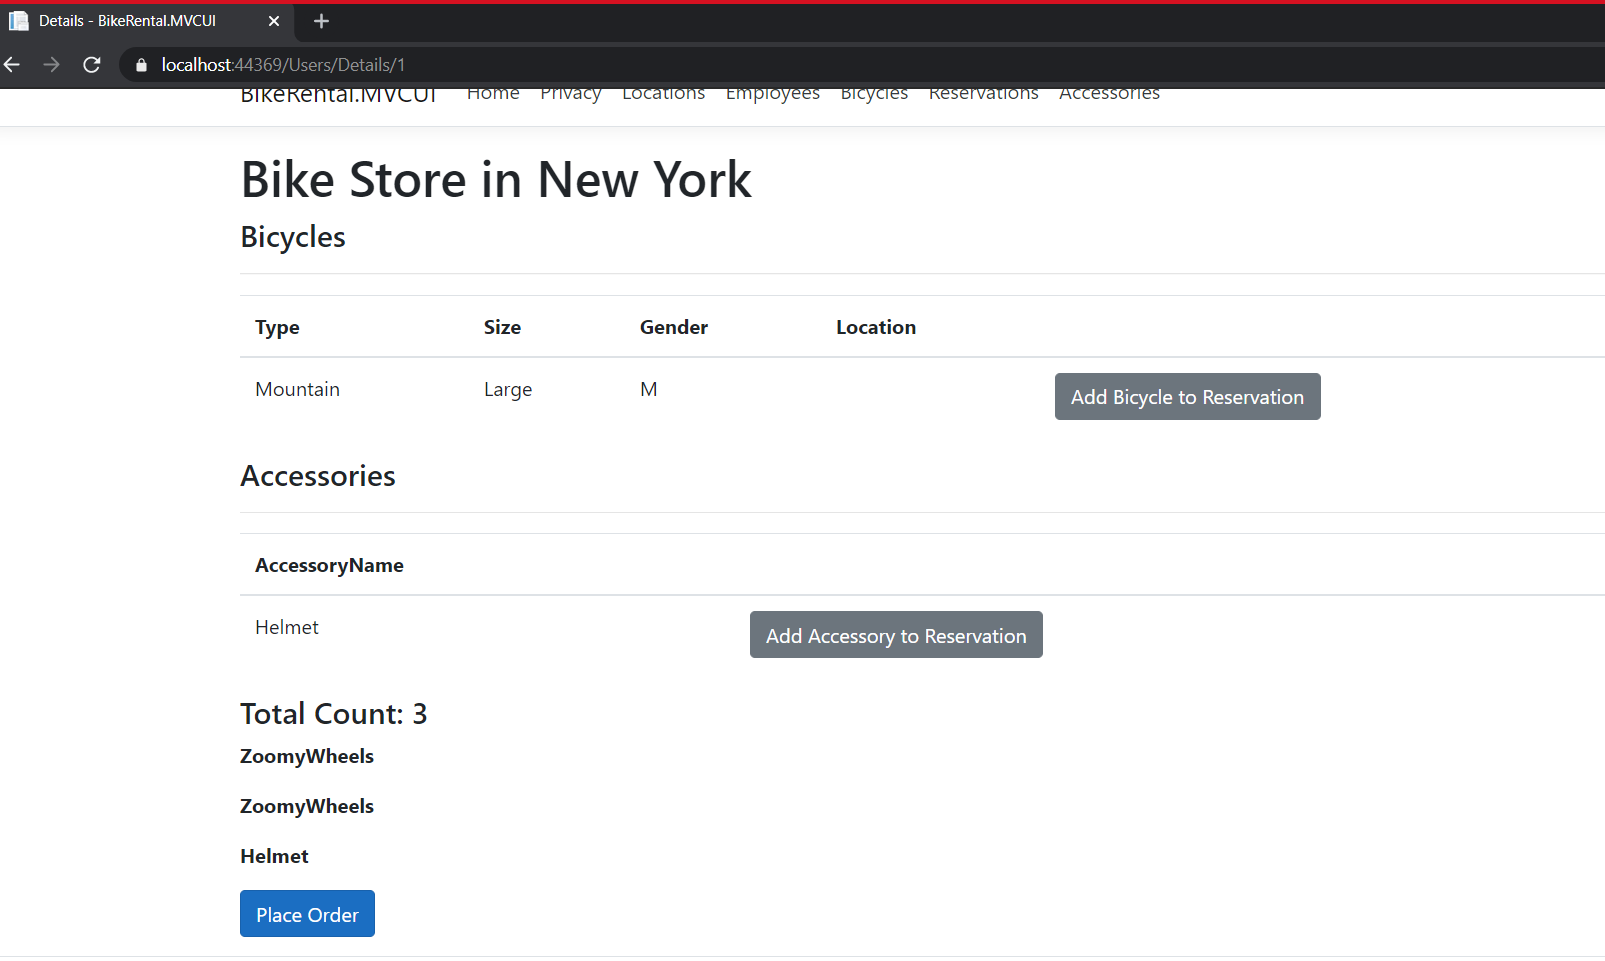 Details - BikeRental.MVCUI
localhost:44369/Users/Details/1
BikeRental.MVCUI Home Privacy Locations Employees Bicycles Reservations Accessories
Bike Store in New York
Bicycles
Type Size Gender Location
Mountain Large M Add Bicycle to Reservation
Accessories
AccessoryName
Helmet Add Accessory to Reservation
Total Count: 3
ZoomyWheels
ZoomyWheels
Helmet
Place Order